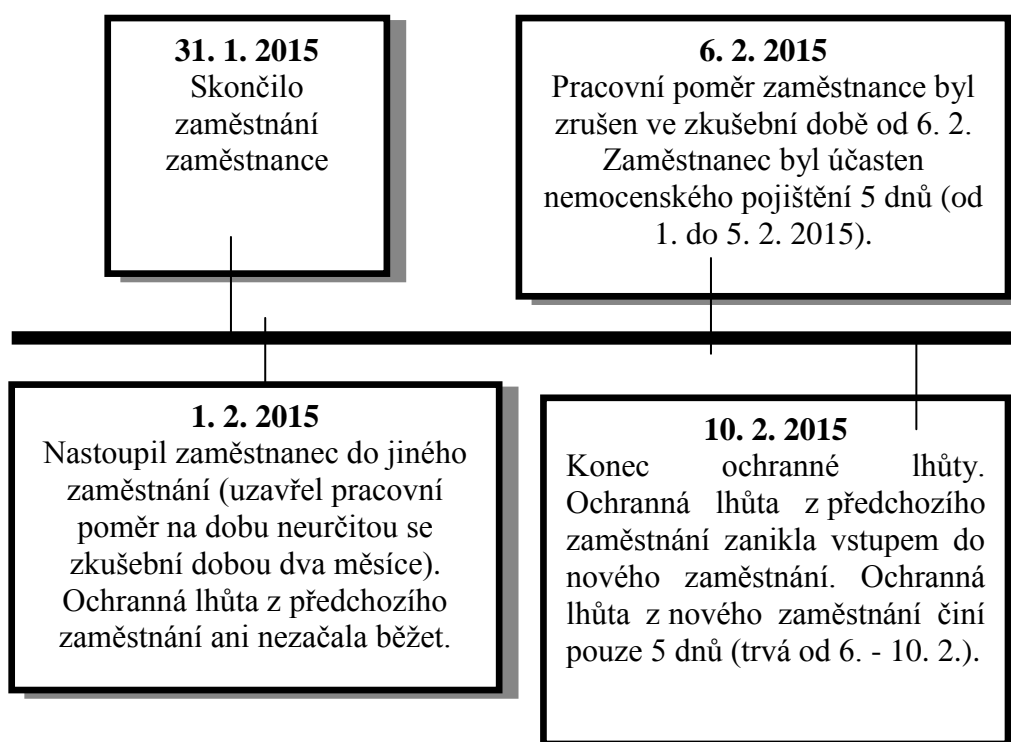 31. 1. 2015
Skončilo
zaměstnání
zaměstnance
6. 2. 2015
Pracovní poměr zaměstnance byl
zrušen ve zkušební době od 6. 2.
Zaměstnanec byl účasten
nemocenského pojištění 5 dnů (od
1. do 5. 2. 2015).
1. 2. 2015
Nastoupil zaměstnanec do jiného
zaměstnání (uzavřel pracovní
poměr na dobu neurčitou se
zkušební dobou dva měsíce).
Ochranná lhůta z předchozího
zaměstnání ani nezačala běžet.
10. 2. 2015
Konec ochranné lhůty.
Ochranná lhůta z předchozího
zaměstnání zanikla vstupem do
nového zaměstnání. Ochranná
lhůta z nového zaměstnání činí
pouze 5 dnů (trvá od 6. - 10. 2.).